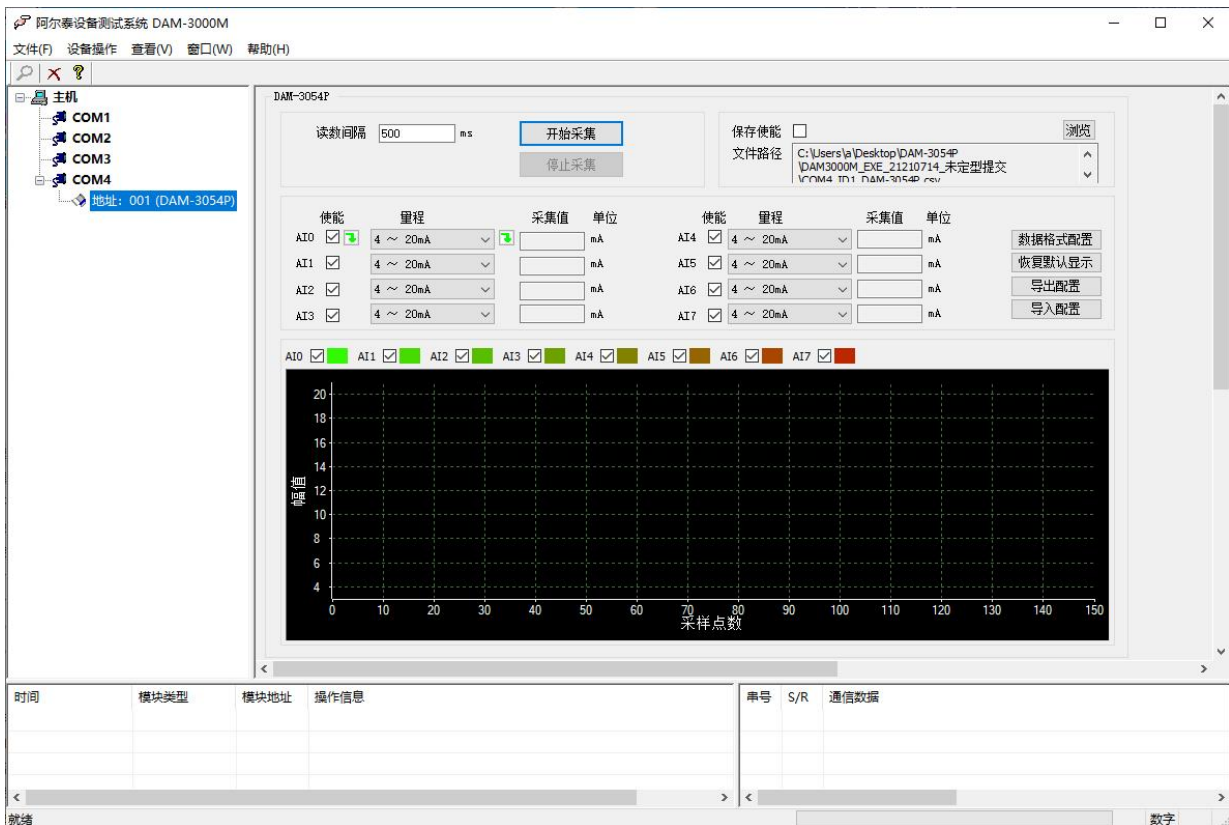 阿尔泰设备测试系统 DAM-3000M
文件(F) 设备操作 查看(V) 窗口(W) 帮助(H)
主机
COM1
COM2
COM3
COM4
地址：001 (DAM-3054P)
DAM-3054P
读数间隔 500 ms
开始采集
停止采集
保存使能
浏览
文件路径
C:\Users\a\Desktop\DAM-3054P
\DAM3000M_EXE_21210714_未定型提交
\COM4_ID1_DAM-3054P.csv
使能 量程 采集值 单位 使能 量程 采集值 单位
AI0 4 ～ 20mA mA AI4 4 ～ 20mA mA 数据格式配置
AI1 4 ～ 20mA mA AI5 4 ～ 20mA mA 恢复默认显示
AI2 4 ～ 20mA mA AI6 4 ～ 20mA mA 导出配置
AI3 4 ～ 20mA mA AI7 4 ～ 20mA mA 导入配置
AI0 AI1 AI2 AI3 AI4 AI5 AI6 AI7
20
18
16
14
12
10
8
6
4
幅值
0 10 20 30 40 50 60 70 80 90 100 110 120 130 140 150
采样点数
时间 模块类型 模块地址 操作信息
串号 S/R 通信数据
就绪
数字